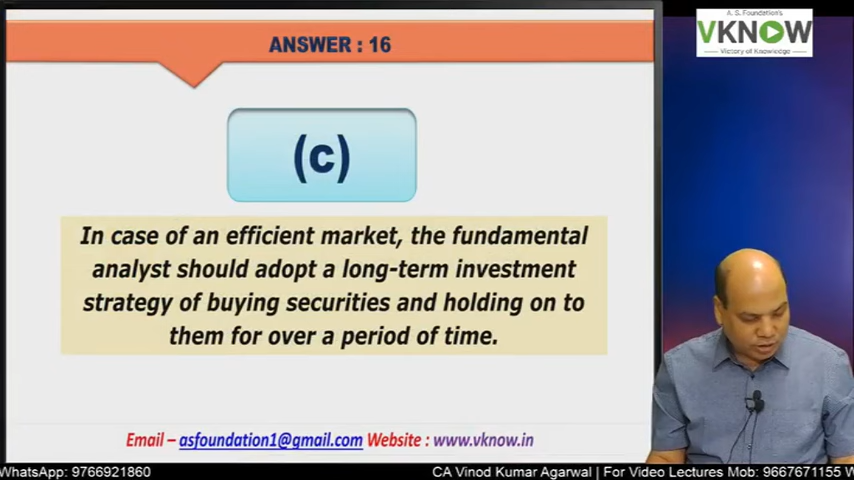 ANSWER : 16
A. S. Foundation's
VKNOW
Victory of Knowledge
(c)
In case of an efficient market, the fundamental
analyst should adopt a long-term investment
strategy of buying securities and holding on to
them for over a period of time.
Email – asfoundation1@gmail.com Website : www.vknow.in
WhatsApp: 9766921860
CA Vinod Kumar Agarwal | For Video Lectures Mob: 9667671155 W